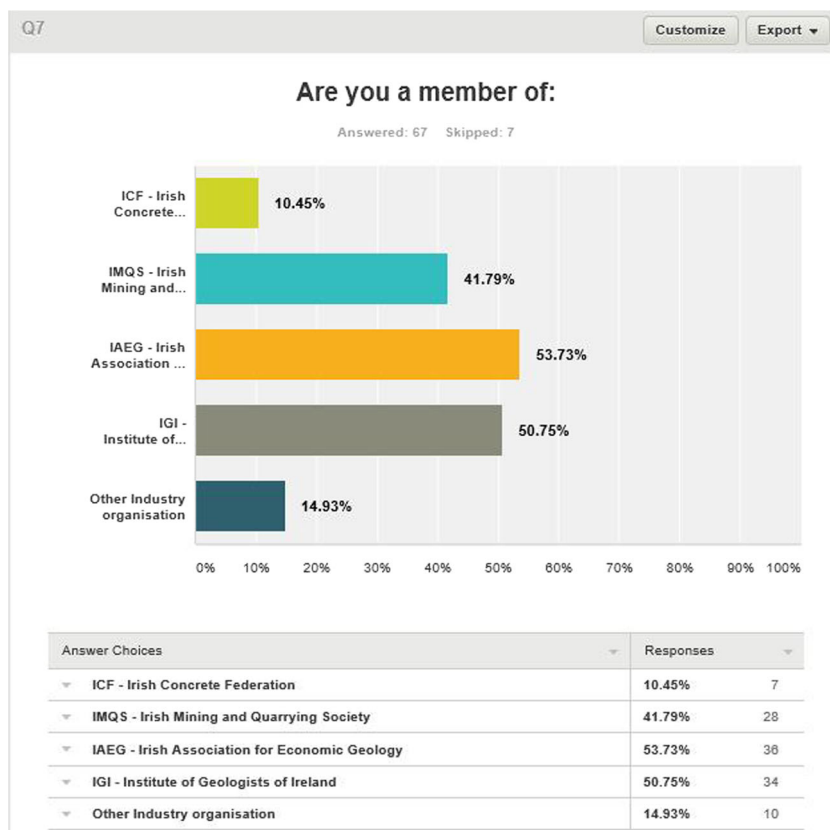 Q7
Customize Export
Are you a member of:
Answered: 67 Skipped: 7
ICF - Irish
Concrete...
10.45%
IMQS - Irish
Mining and...
41.79%
IAEG - Irish
Association ...
53.73%
IGI -
Institute of...
50.75%
Other Industry
organisation
14.93%
0% 10% 20% 30% 40% 50% 60% 70% 80% 90% 100%
Answer Choices Responses
ICF - Irish Concrete Federation 10.45% 7
IMQS - Irish Mining and Quarrying Society 41.79% 28
IAEG - Irish Association for Economic Geology 53.73% 36
IGI - Institute of Geologists of Ireland 50.75% 34
Other Industry organisation 14.93% 10